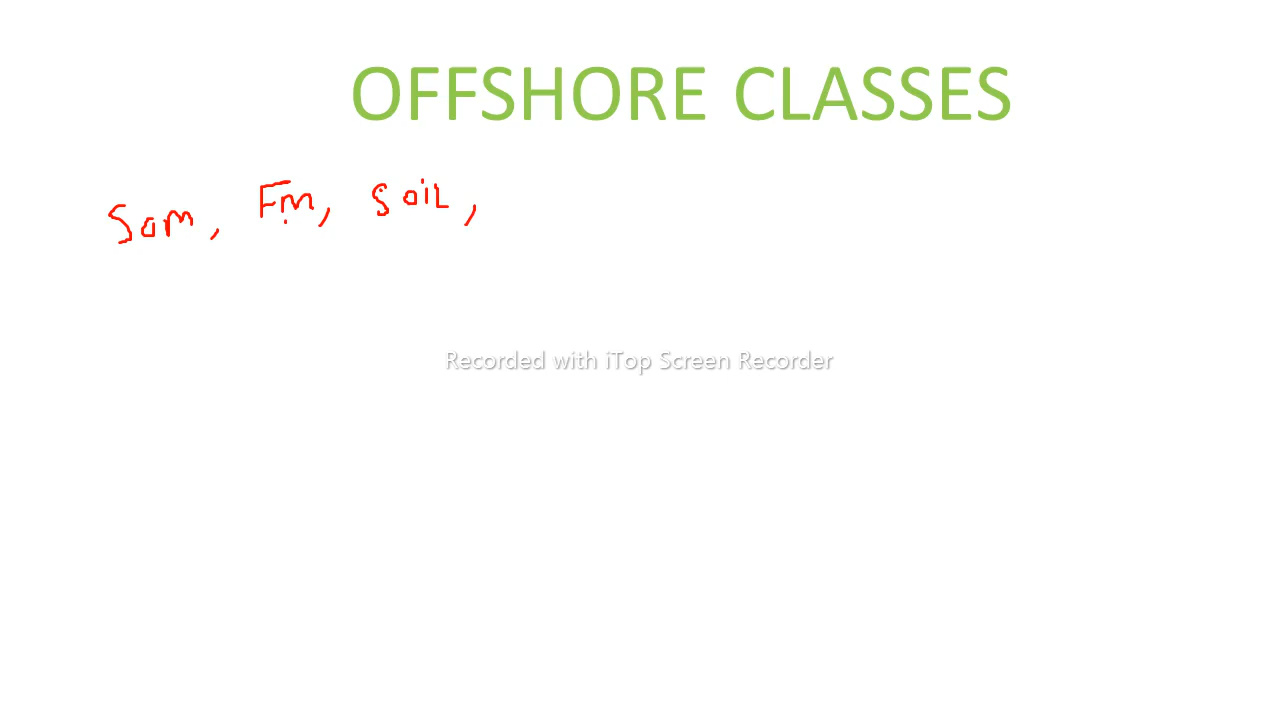 OFFSHORE CLASSES
Som, Fm, Soil,
Recorded with iTop Screen Recorder